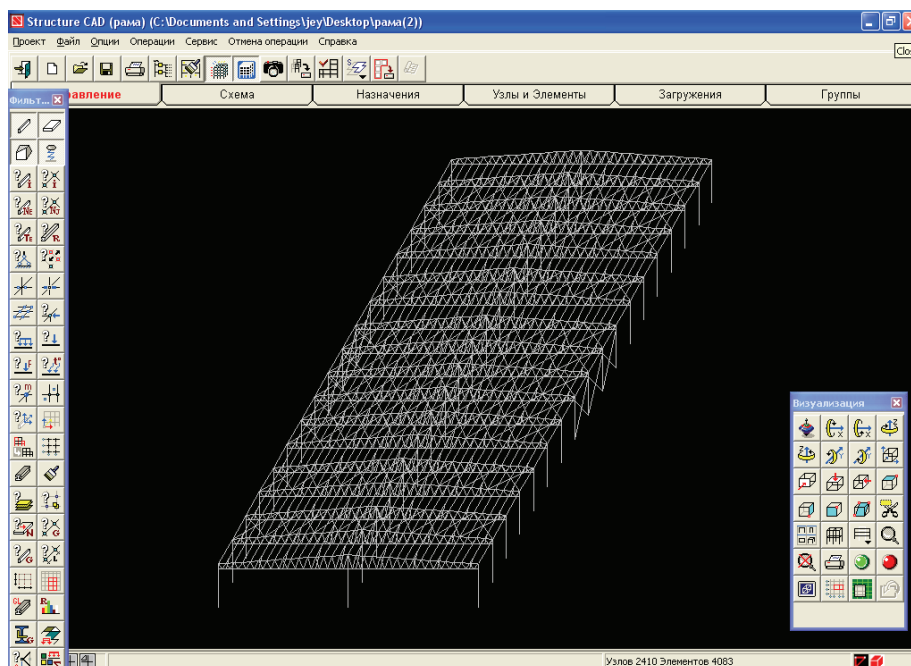 Structure CAD (рама) (C:\Documents and Settings\jey\Desktop\рама(2))
Проект Файл Опции Операции Сервис Отмена операции Справка
Clo
Фильт...
равление Схема Назначения Узлы и Элементы Загружения Группы
Визуализация
Узлов 2410 Элементов 4083